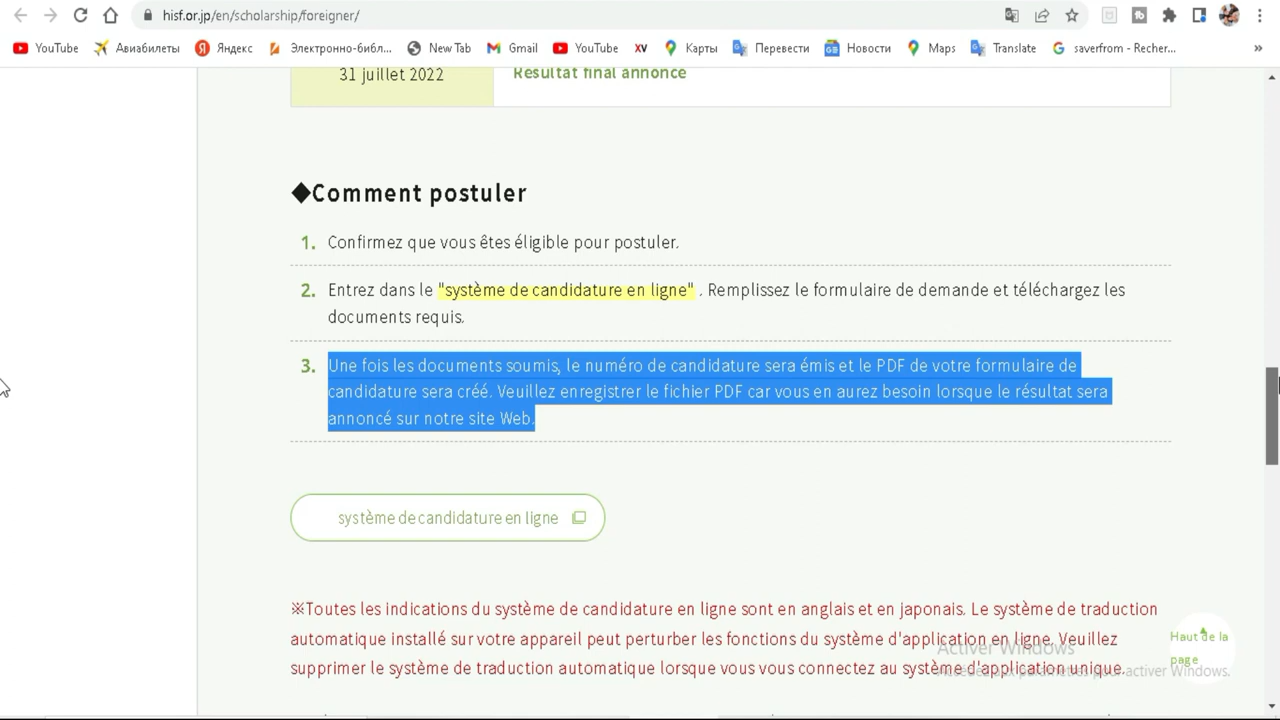 hisf.or.jp/en/scholarship/foreigner/
YouTube Авиабилеты Яндекс Электронно-библ... New Tab Gmail YouTube XV Карты Перевести Новости Maps Translate saverfrom - Recher... »
31 juillet 2022 Résultat final annoncé
◆Comment postuler
1. Confirmez que vous êtes éligible pour postuler.
2. Entrez dans le "système de candidature en ligne" . Remplissez le formulaire de demande et téléchargez les
documents requis.
3. Une fois les documents soumis, le numéro de candidature sera émis et le PDF de votre formulaire de
candidature sera créé. Veuillez enregistrer le fichier PDF car vous en aurez besoin lorsque le résultat sera
annoncé sur notre site Web.
système de candidature en ligne
※Toutes les indications du système de candidature en ligne sont en anglais et en japonais. Le système de traduction
automatique installé sur votre appareil peut perturber les fonctions du système d'application en ligne. Veuillez
supprimer le système de traduction automatique lorsque vous vous connectez au système d'application unique.
Haut de la
page
Activer Windows
Accédez aux paramètres pour activer Windows.